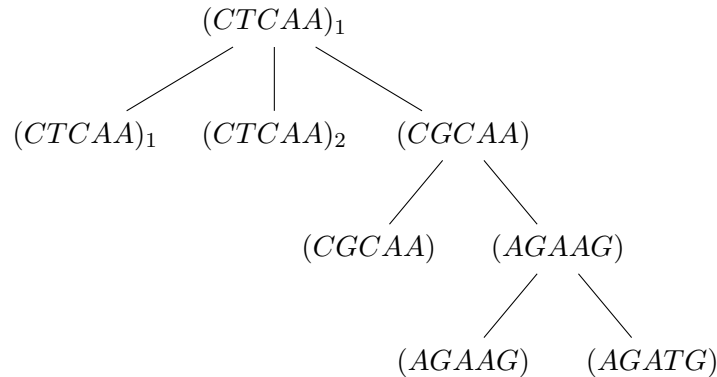 (CTCAA)₁
(CTCAA)₁ (CTCAA)₂ (CGCAA)
(CGCAA) (AGAAG)
(AGAAG) (AGATG)